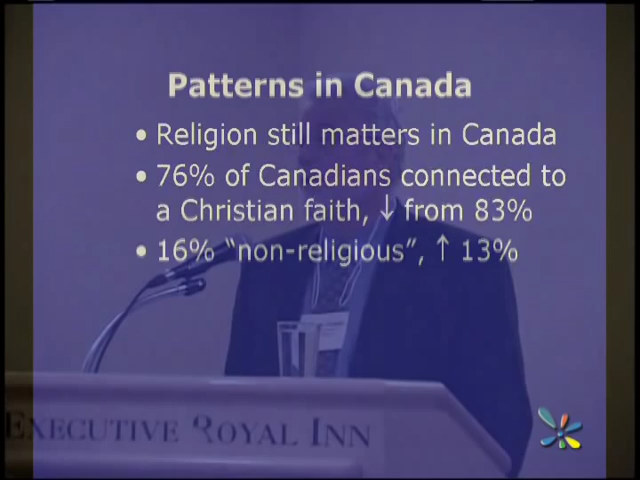 Patterns in Canada
• Religion still matters in Canada
• 76% of Canadians connected to
a Christian faith, ↓ from 83%
• 16% “non-religious”, ↑ 13%
EXECUTIVE ROYAL INN